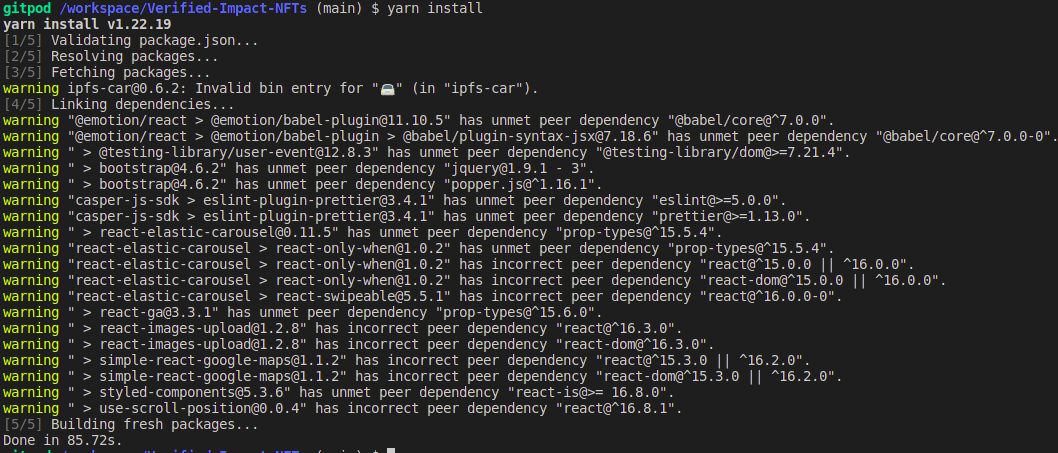 gitpod /workspace/Verified-Impact-NFTs (main) $ yarn install
yarn install v1.22.19
[1/5] Validating package.json...
[2/5] Resolving packages...
[3/5] Fetching packages...
warning ipfs-car@0.6.2: Invalid bin entry for "🚘" (in "ipfs-car").
[4/5] Linking dependencies...
warning "@emotion/react > @emotion/babel-plugin@11.10.5" has unmet peer dependency "@babel/core@^7.0.0".
warning "@emotion/react > @emotion/babel-plugin > @babel/plugin-syntax-jsx@7.18.6" has unmet peer dependency "@babel/core@^7.0.0-0".
warning " > @testing-library/user-event@12.8.3" has unmet peer dependency "@testing-library/dom@>=7.21.4".
warning " > bootstrap@4.6.2" has unmet peer dependency "jquery@1.9.1 - 3".
warning " > bootstrap@4.6.2" has unmet peer dependency "popper.js@^1.16.1".
warning "casper-js-sdk > eslint-plugin-prettier@3.4.1" has unmet peer dependency "eslint@>=5.0.0".
warning "casper-js-sdk > eslint-plugin-prettier@3.4.1" has unmet peer dependency "prettier@>=1.13.0".
warning " > react-elastic-carousel@0.11.5" has unmet peer dependency "prop-types@^15.5.4".
warning "react-elastic-carousel > react-only-when@1.0.2" has unmet peer dependency "prop-types@^15.5.4".
warning "react-elastic-carousel > react-only-when@1.0.2" has incorrect peer dependency "react@^15.0.0 || ^16.0.0".
warning "react-elastic-carousel > react-only-when@1.0.2" has incorrect peer dependency "react-dom@^15.0.0 || ^16.0.0".
warning "react-elastic-carousel > react-swipeable@5.5.1" has incorrect peer dependency "react@^16.0.0-0".
warning " > react-ga@3.3.1" has unmet peer dependency "prop-types@^15.6.0".
warning " > react-images-upload@1.2.8" has incorrect peer dependency "react@^16.3.0".
warning " > react-images-upload@1.2.8" has incorrect peer dependency "react-dom@^16.3.0".
warning " > simple-react-google-maps@1.1.2" has incorrect peer dependency "react@^15.3.0 || ^16.2.0".
warning " > simple-react-google-maps@1.1.2" has incorrect peer dependency "react-dom@^15.3.0 || ^16.2.0".
warning " > styled-components@5.3.6" has unmet peer dependency "react-is@>= 16.8.0".
warning " > use-scroll-position@0.0.4" has incorrect peer dependency "react@^16.8.1".
[5/5] Building fresh packages...
Done in 85.72s.
gitpod /workspace/Verified-Impact-NFTs (main) $